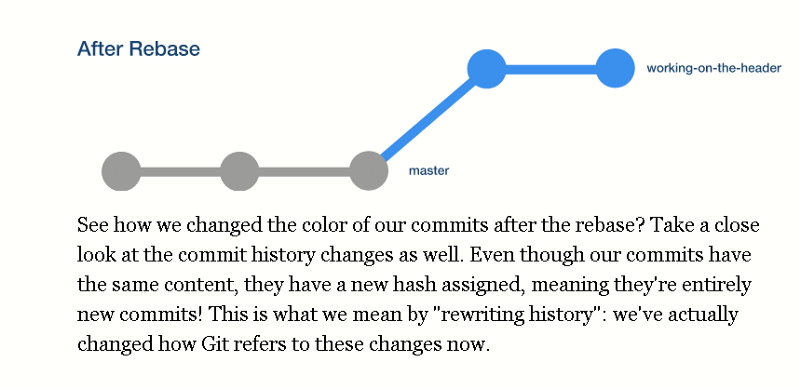 After Rebase
working-on-the-header
master
See how we changed the color of our commits after the rebase? Take a close
look at the commit history changes as well. Even though our commits have
the same content, they have a new hash assigned, meaning they're entirely
new commits! This is what we mean by "rewriting history": we've actually
changed how Git refers to these changes now.